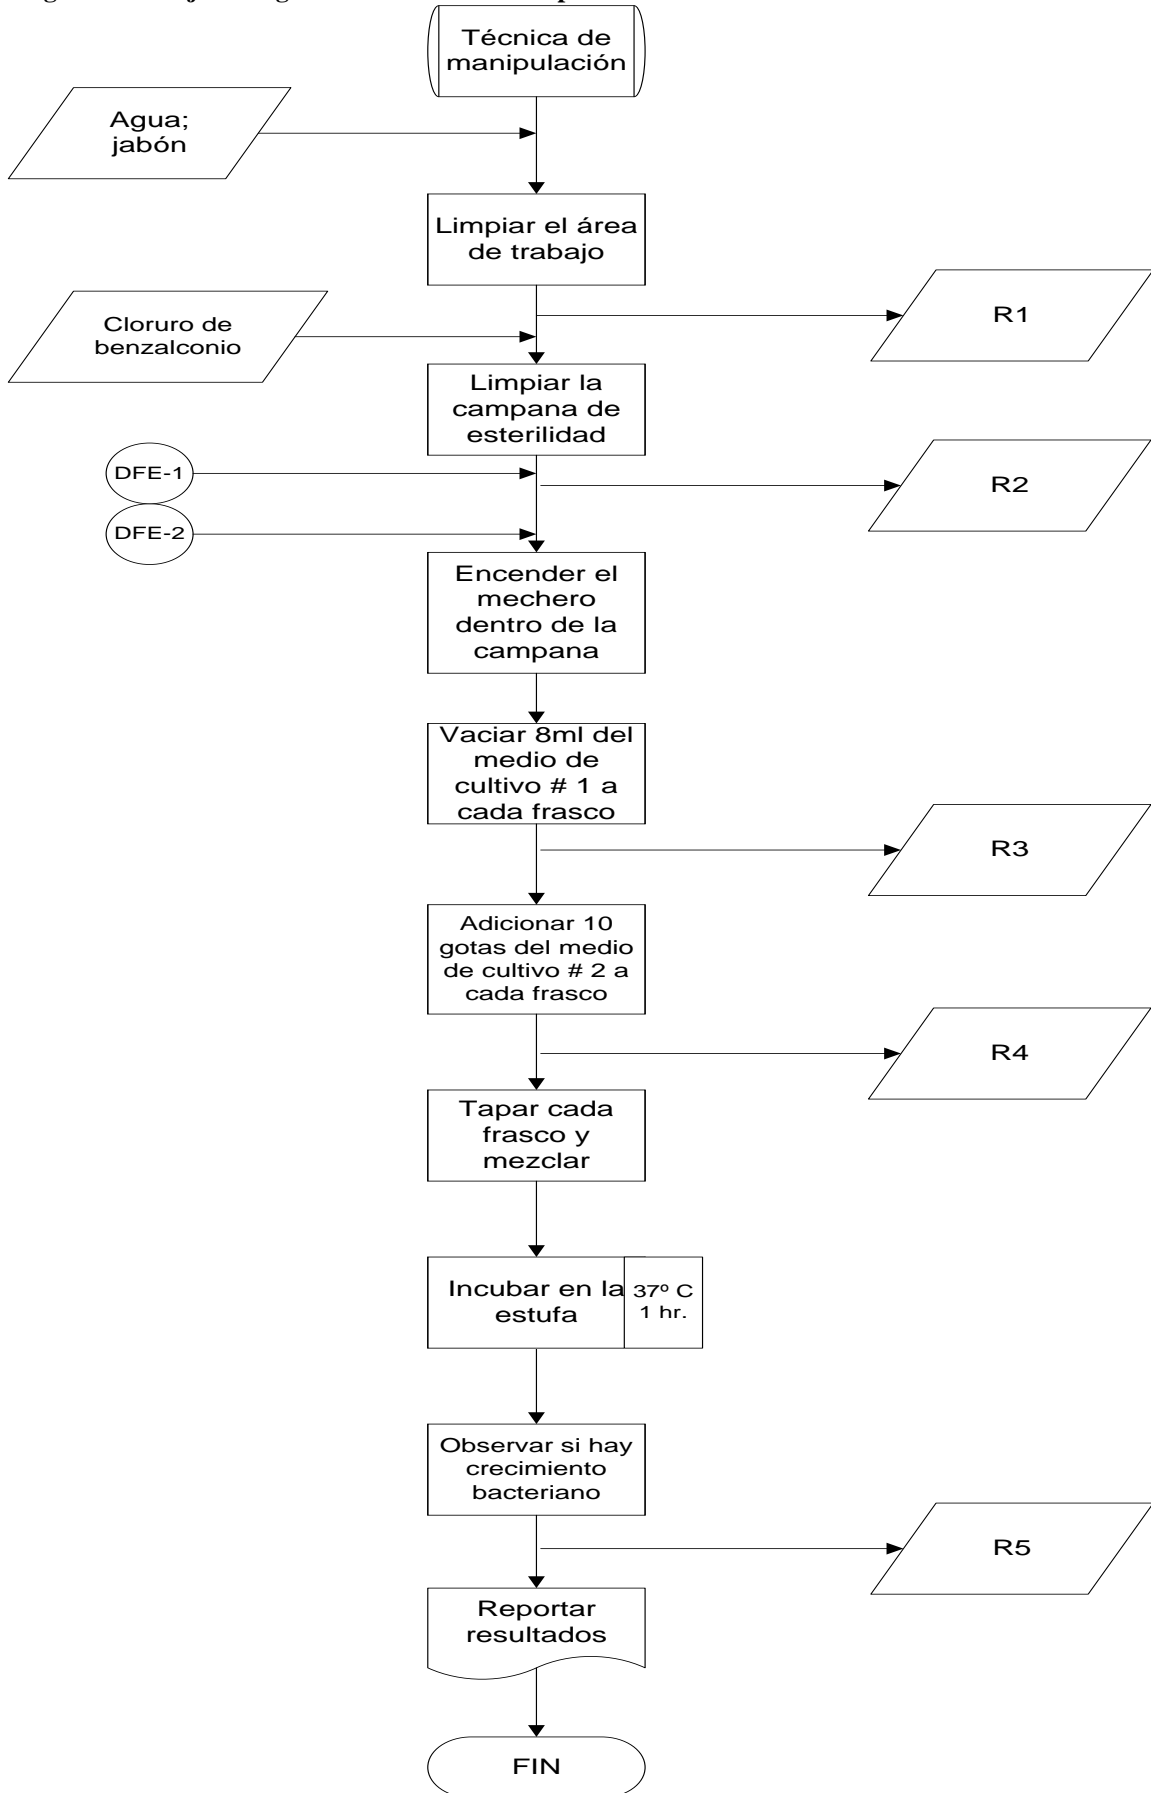 Técnica de
manipulación
Agua;
jabón
Limpiar el área
de trabajo
R1
Cloruro de
benzalconio
Limpiar la
campana de
esterilidad
DFE-1
R2
DFE-2
Encender el
mechero
dentro de la
campana
Vaciar 8ml del
medio de
cultivo # 1 a
cada frasco
R3
Adicionar 10
gotas del medio
de cultivo # 2 a
cada frasco
R4
Tapar cada
frasco y
mezclar
Incubar en la
estufa
37º C
1 hr.
Observar si hay
crecimiento
bacteriano
R5
Reportar
resultados
FIN